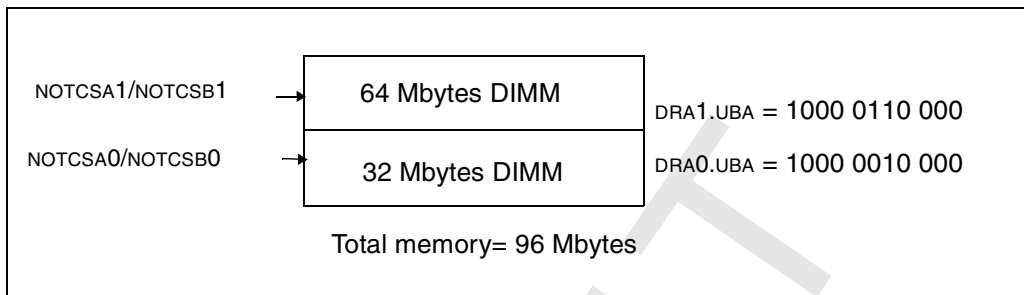 NOTCSA1/NOTCSB1
64 Mbytes DIMM
DRA1.UBA = 1000 0110 000
NOTCSA0/NOTCSB0
32 Mbytes DIMM
DRA0.UBA = 1000 0010 000
Total memory= 96 Mbytes